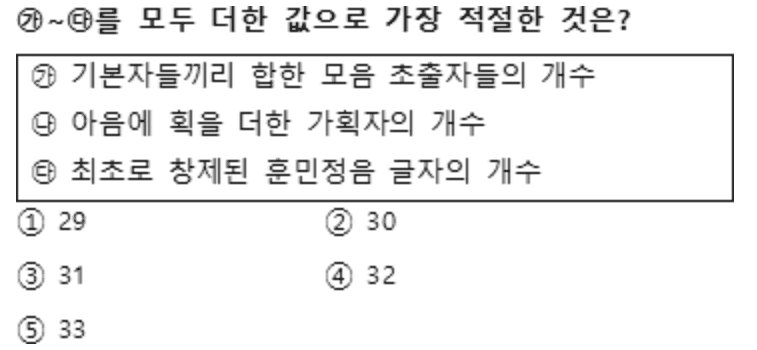 ㉮~㉰를 모두 더한 값으로 가장 적절한 것은?
㉮ 기본자들끼리 합한 모음 초출자들의 개수
㉯ 아음에 획을 더한 가획자의 개수
㉰ 최초로 창제된 훈민정음 글자의 개수
① 29 ② 30
③ 31 ④ 32
⑤ 33